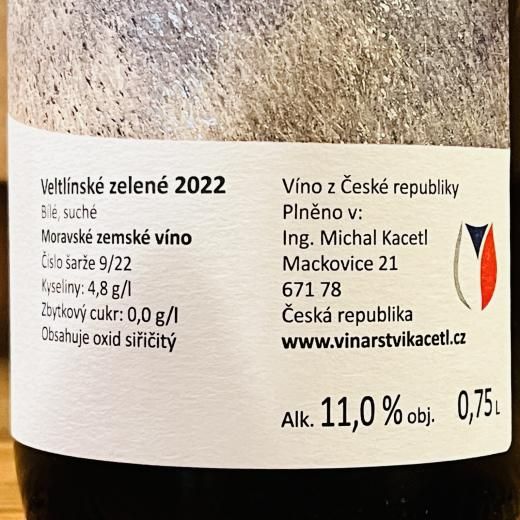 Veltlínské zelené 2022
Bílé, suché
Moravské zemské víno
Číslo šarže 9/22
Kyseliny: 4,8 g/l
Zbytkový cukr: 0,0 g/l
Obsahuje oxid siřičitý
Víno z České republiky
Plněno v:
Ing. Michal Kacetl
Mackovice 21
671 78
Česká republika
www.vinarstvikacetl.cz
Alk. 11,0 % obj. 0,75 L